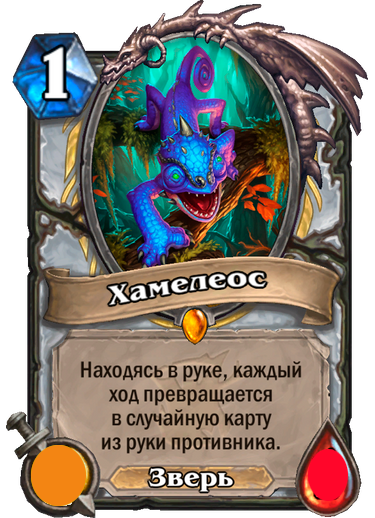 1
Хамелеос
Находясь в руке, каждый
ход превращается
в случайную карту
из руки противника.
Зверь